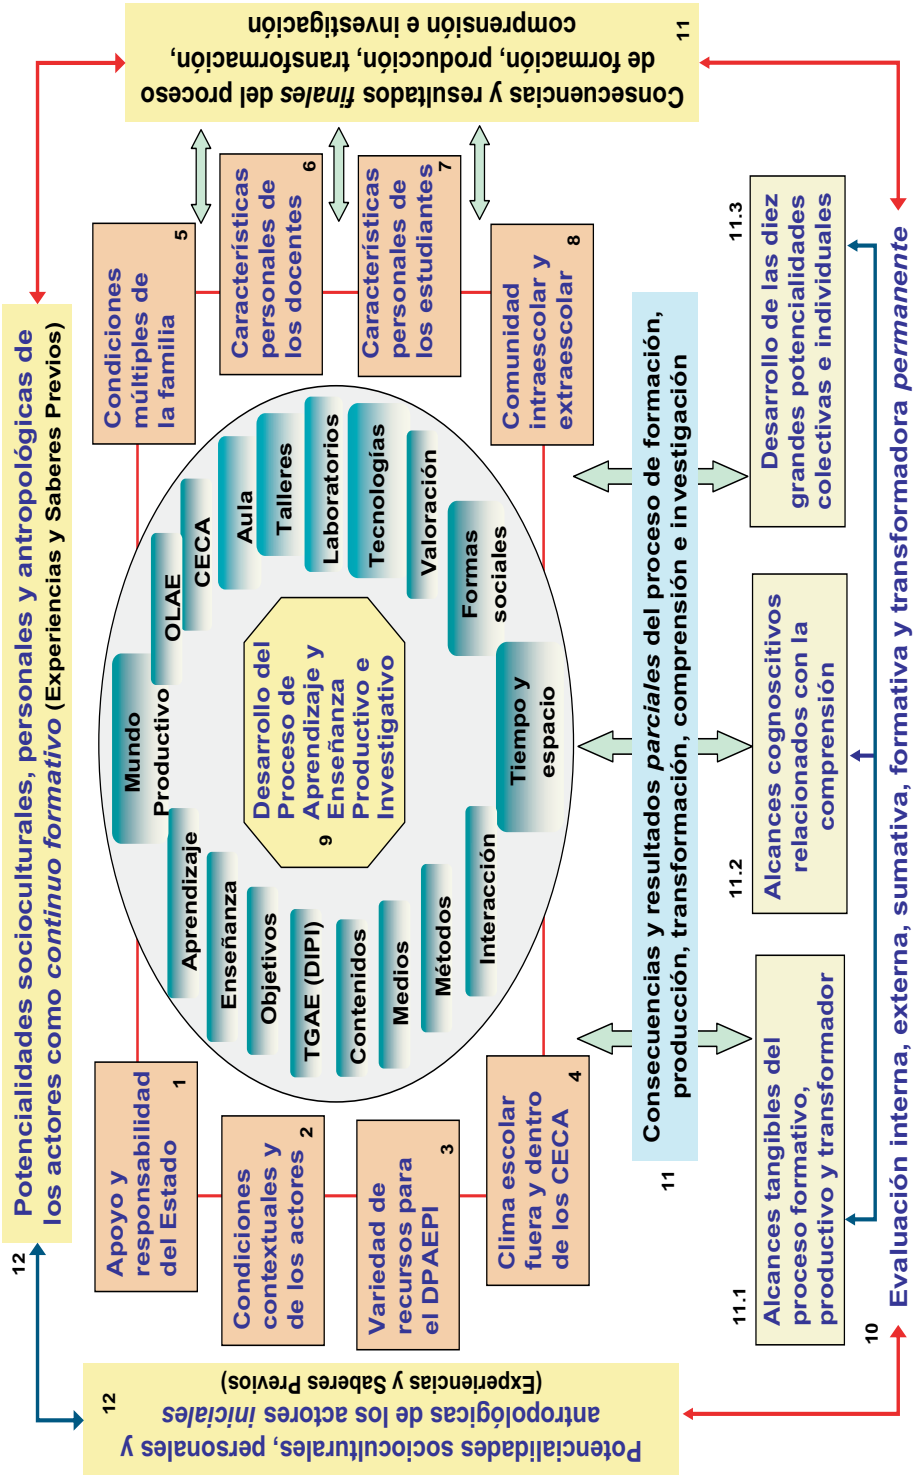 Potencialidades socioculturales, personales y antropológicas de
los actores como continuo formativo (Experiencias y Saberes Previos)
12
12
Potencialidades socioculturales, personales y
antropológicas de los actores iniciales
(Experiencias y Saberes Previos)
Apoyo y
responsabilidad
del Estado
1
Condiciones
contextuales y
de los actores
2
Variedad de
recursos para
el DPAEPI
3
Clima escolar
fuera y dentro
de los CECA
4
Mundo
Productivo
Aprendizaje
Enseñanza
Objetivos
TGAE (DIPI)
Contenidos
Medios
Métodos
Interacción
Tiempo y
espacio
OLAE
CECA
Aula
Talleres
Laboratorios
Tecnologías
Valoración
Formas
sociales
Desarrollo del
Proceso de
Aprendizaje y
Enseñanza
Productivo e
Investigativo
9
Condiciones
múltiples de
la familia
5
Características
personales de
los docentes
6
Características
personales de
los estudiantes
7
Comunidad
intraescolar y
extraescolar
8
Consecuencias y resultados finales del proceso
de formación, producción, transformación,
comprensión e investigación
11
11
Consecuencias y resultados parciales del proceso de formación,
producción, transformación, comprensión e investigación
11.1
Alcances tangibles del
proceso formativo,
productivo y transformador
11.2
Alcances cognoscitivos
relacionados con la
comprensión
11.3
Desarrollo de las diez
grandes potencialidades
colectivas e individuales
10
Evaluación interna, externa, sumativa, formativa y transformadora permanente